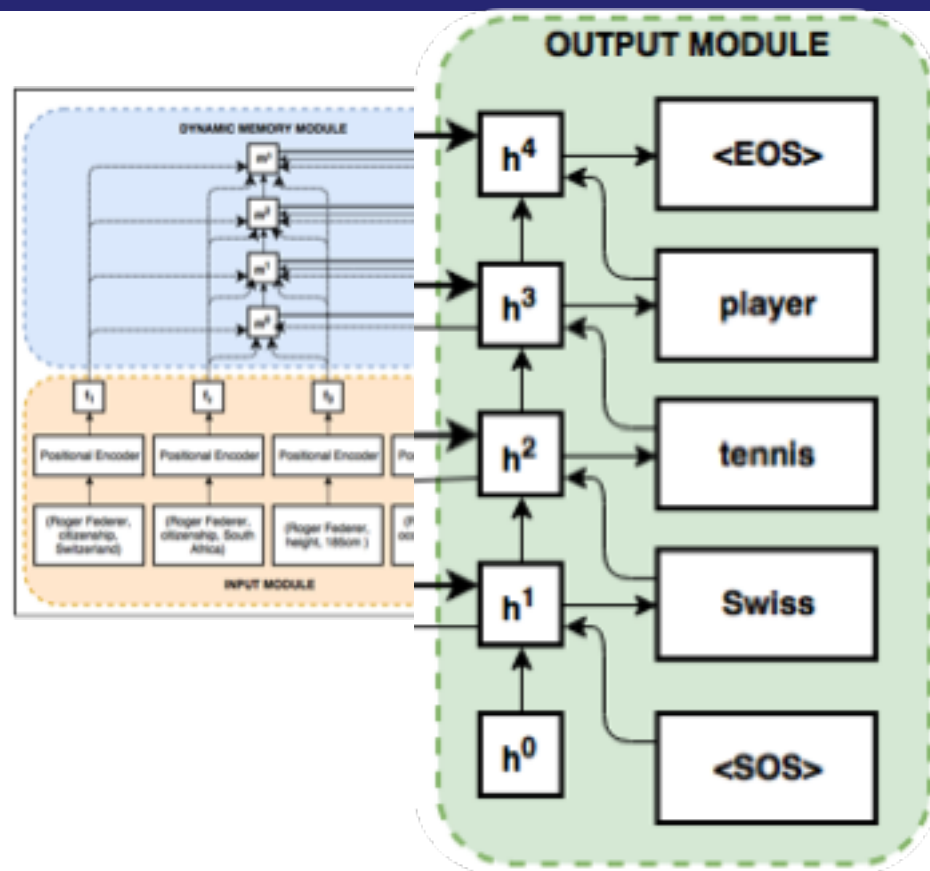 OUTPUT MODULE
h4
<EOS>
h3
player
h2
tennis
h1
Swiss
h0
<SOS>
DYNAMIC MEMORY MODULE
Positional Encoder
Positional Encoder
Positional Encoder
(Roger Federer,
citizenship,
Switzerland)
(Roger Federer,
citizenship, South
Africa)
(Roger Federer,
height, 185cm )
INPUT MODULE